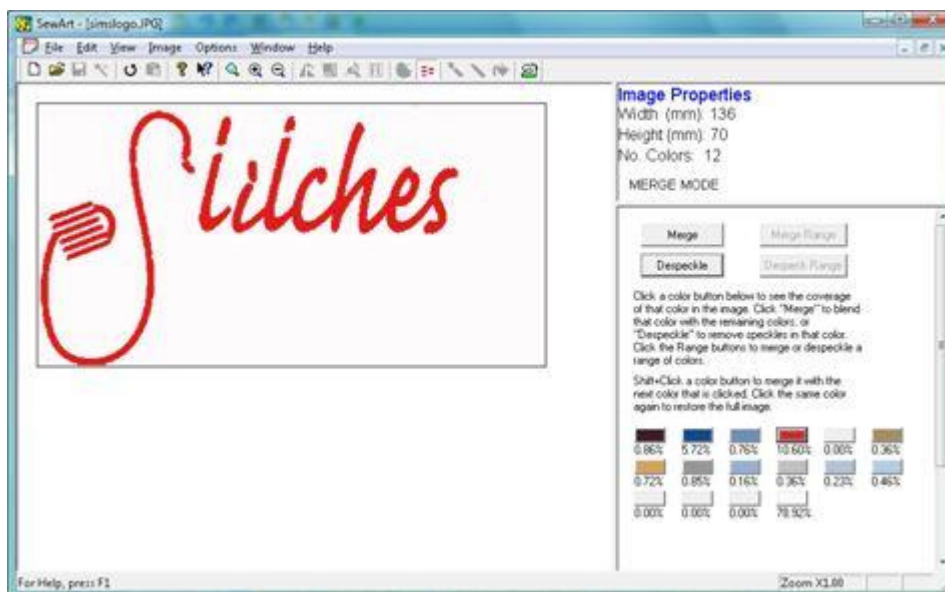 SewArt - [simslogo.JPG]
File Edit View Image Options Window Help
Stitches
Image Properties
Width (mm): 136
Height (mm): 70
No. Colors: 12
MERGE MODE
Merge Merge Range
Despeckle Despeckle Range
Click a color button below to see the coverage
of that color in the image. Click "Merge" to blend
that color with the remaining colors, or
"Despeckle" to remove speckles in that color.
Click the Range buttons to merge or despeckle a
range of colors.
Shift+Click a color button to merge it with the
next color that is clicked. Click the same color
again to restore the full image.
0.86% 5.72% 0.76% 10.60% 0.00% 0.36%
0.72% 0.85% 0.16% 0.36% 0.23% 0.46%
0.00% 0.00% 0.00% 78.92%
For Help, press F1
Zoom X1.00